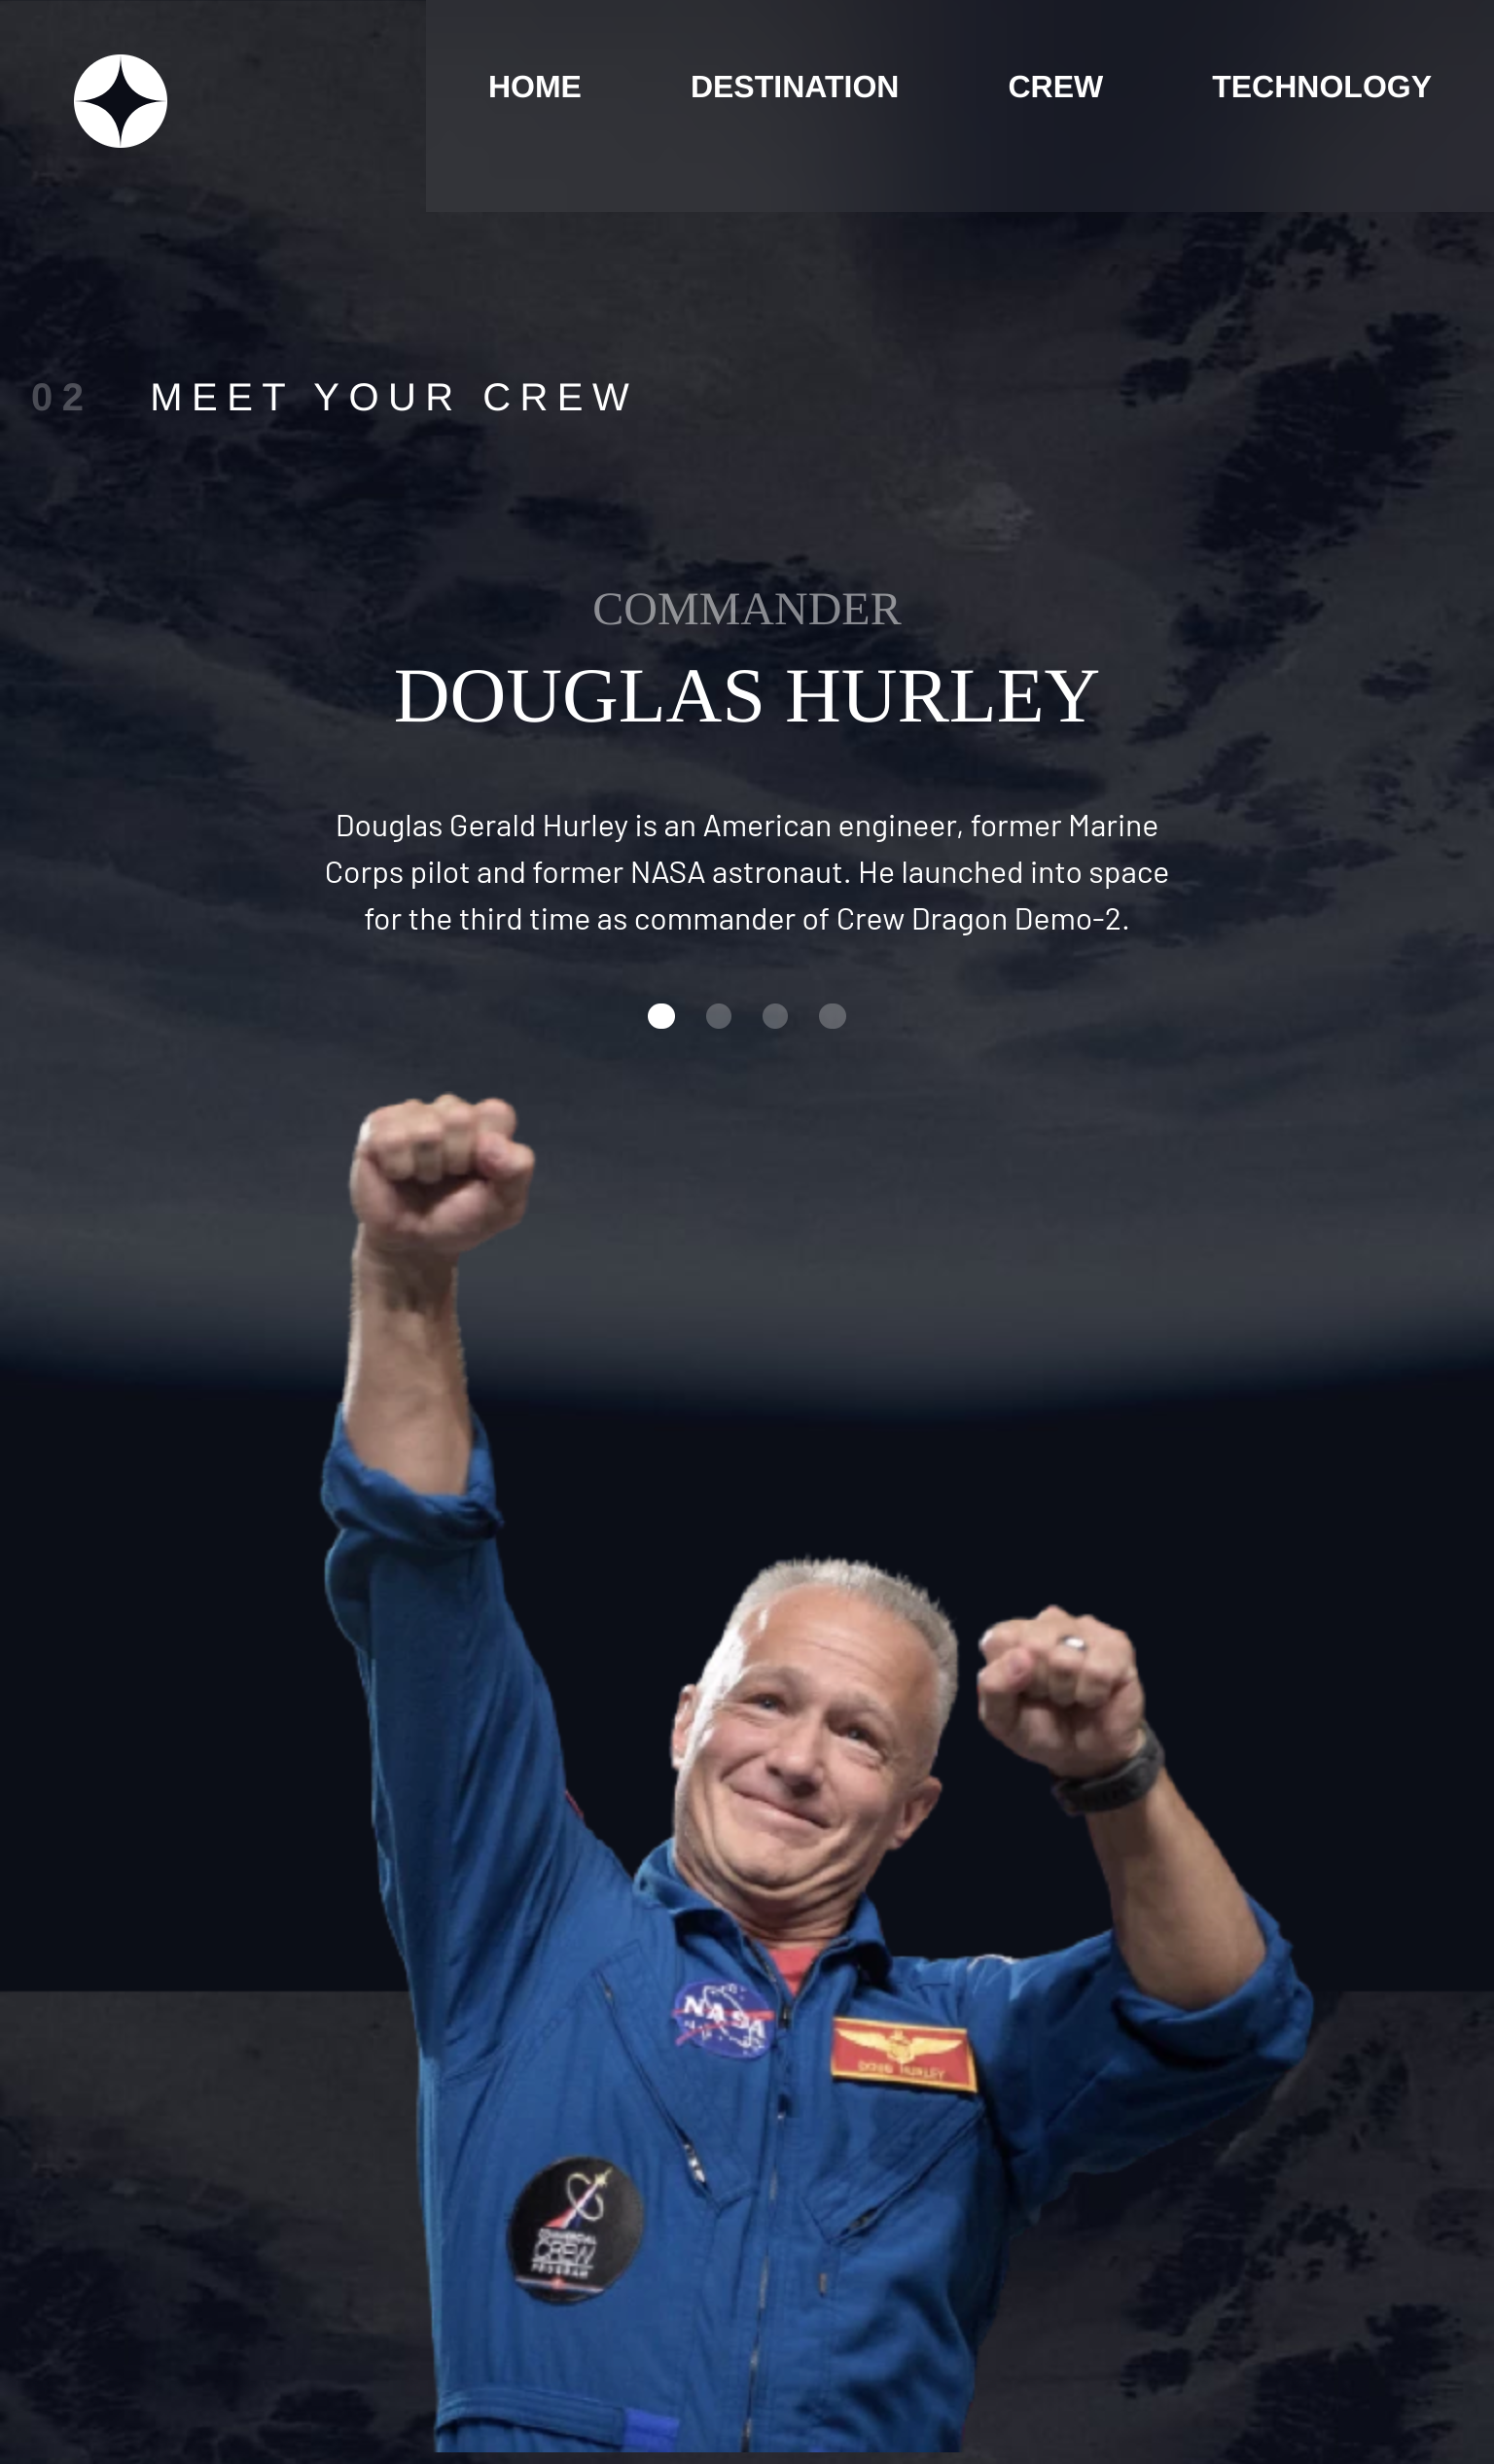 HOME DESTINATION CREW TECHNOLOGY
02 MEET YOUR CREW
COMMANDER
DOUGLAS HURLEY
Douglas Gerald Hurley is an American engineer, former Marine
Corps pilot and former NASA astronaut. He launched into space
for the third time as commander of Crew Dragon Demo-2.
NASA
DOUG HURLEY
COMMERCIAL
CREW
PROGRAM